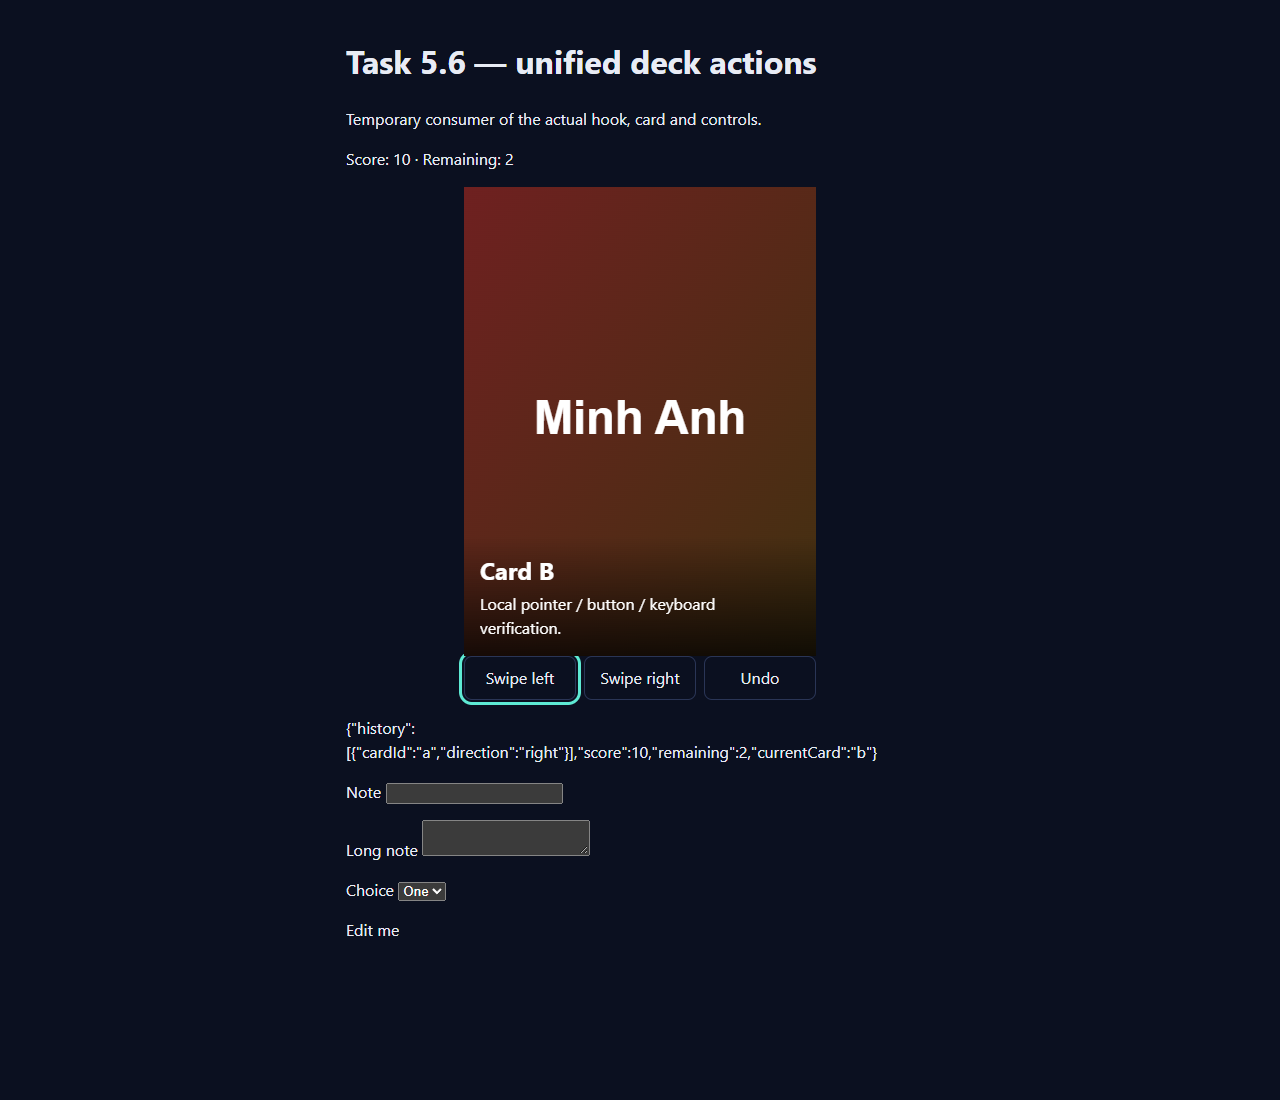 Task 5.6 — unified deck actions
Temporary consumer of the actual hook, card and controls.
Score: 10 · Remaining: 2
Minh Anh
Card B
Local pointer / button / keyboard
verification.
Swipe left
Swipe right
Undo
{"history":
[{"cardId":"a","direction":"right"}],"score":10,"remaining":2,"currentCard":"b"}
Note
Long note
Choice One
Edit me